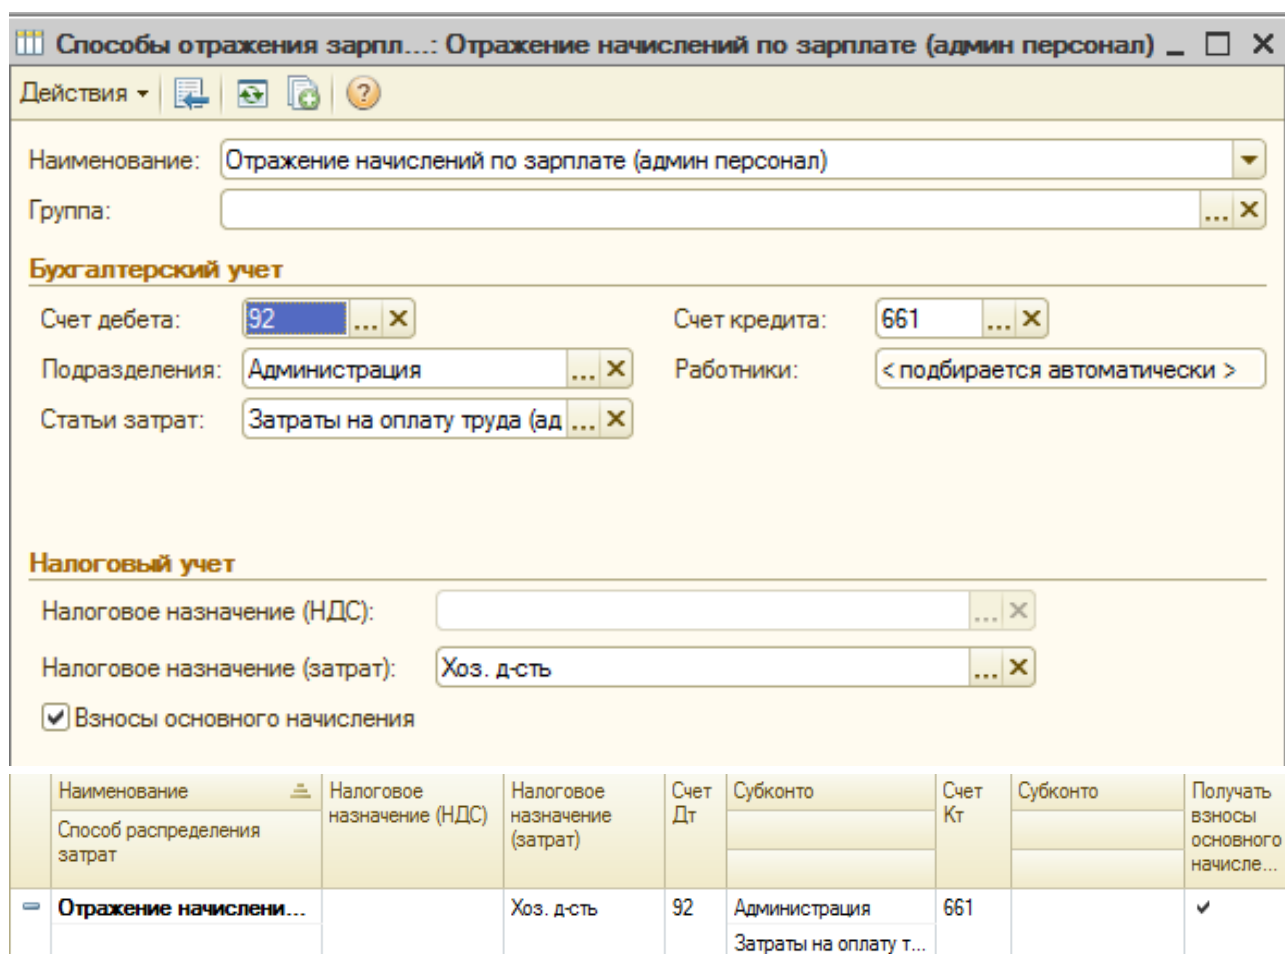 Способы отражения зарпл...: Отражение начислений по зарплате (админ персонал)
Действия
Наименование: Отражение начислений по зарплате (админ персонал)
Группа:
Бухгалтерский учет
Счет дебета: 92 Счет кредита: 661
Подразделения: Администрация Работники: < подбирается автоматически >
Статьи затрат: Затраты на оплату труда (ад
Налоговый учет
Налоговое назначение (НДС):
Налоговое назначение (затрат): Хоз. д-сть
Взносы основного начисления
Наименование
Способ распределения
затрат
Налоговое
назначение (НДС)
Налоговое
назначение
(затрат)
Счет
Дт
Субконто
Счет
Кт
Субконто
Получать
взносы
основного
начисле...
Отражение начислени... Хоз. д-сть 92 Администрация 661
Затраты на оплату т...